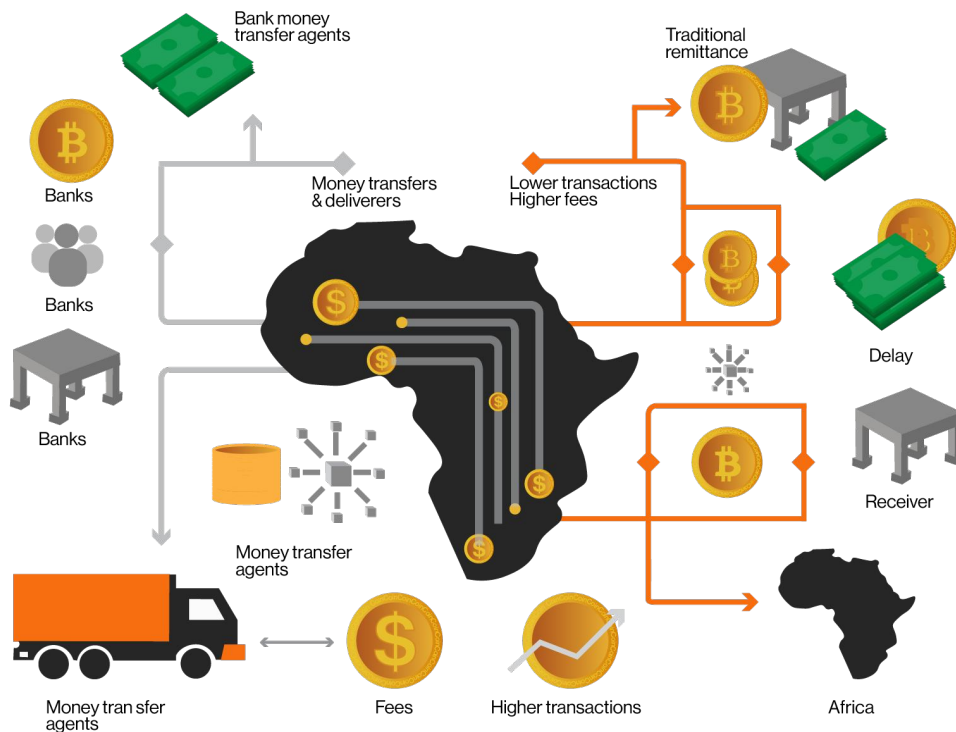 Bank money
transfer agents
Traditional
remittance
Banks
Money transfers
& deliverers
Lower transactions
Higher fees
Banks
Delay
Banks
Receiver
Money transfer
agents
Money tran sfer
agents
Fees
Higher transactions
Africa